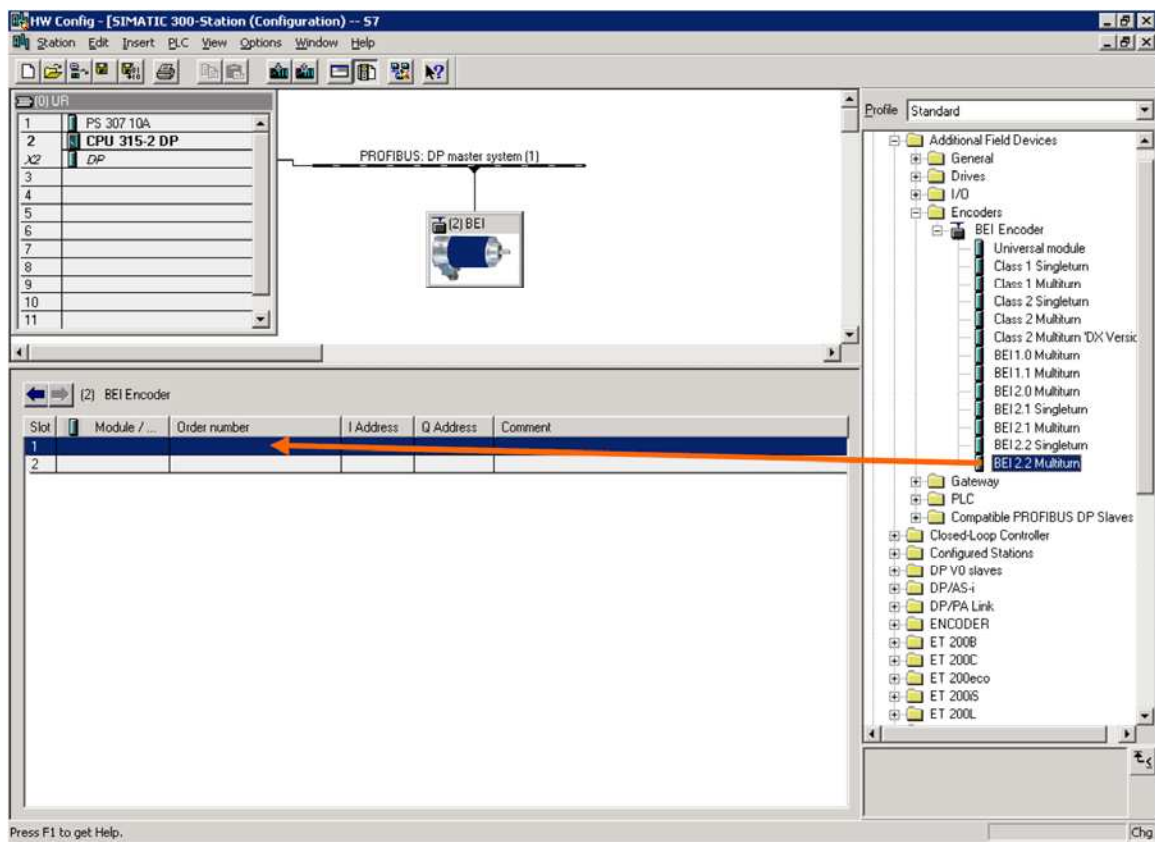 HW Config - [SIMATIC 300-Station (Configuration) -- S7
Station Edit Insert PLC View Options Window Help
(0) UR
1 PS 307 10A
2 CPU 315-2 DP
X2 DP
3
4
5
6
7
8
9
10
11
PROFIBUS: DP master system (1)
(2) BEI
(2) BEI Encoder
Slot Module / ... Order number I Address Q Address Comment
1
2
Profile Standard
Additional Field Devices
General
Drives
I/O
Encoders
BEI Encoder
Universal module
Class 1 Singleturn
Class 1 Multiturn
Class 2 Singleturn
Class 2 Multiturn
Class 2 Multiturn 'DX Versic
BEI 1.0 Multiturn
BEI 1.1 Multiturn
BEI 2.0 Multiturn
BEI 2.1 Singleturn
BEI 2.1 Multiturn
BEI 2.2 Singleturn
BEI 2.2 Multiturn
Gateway
PLC
Compatible PROFIBUS DP Slaves
Closed-Loop Controller
Configured Stations
DP V0 slaves
DP/AS-i
DP/PA Link
ENCODER
ET 200B
ET 200C
ET 200eco
ET 200iS
ET 200L
Press F1 to get Help.
Chg